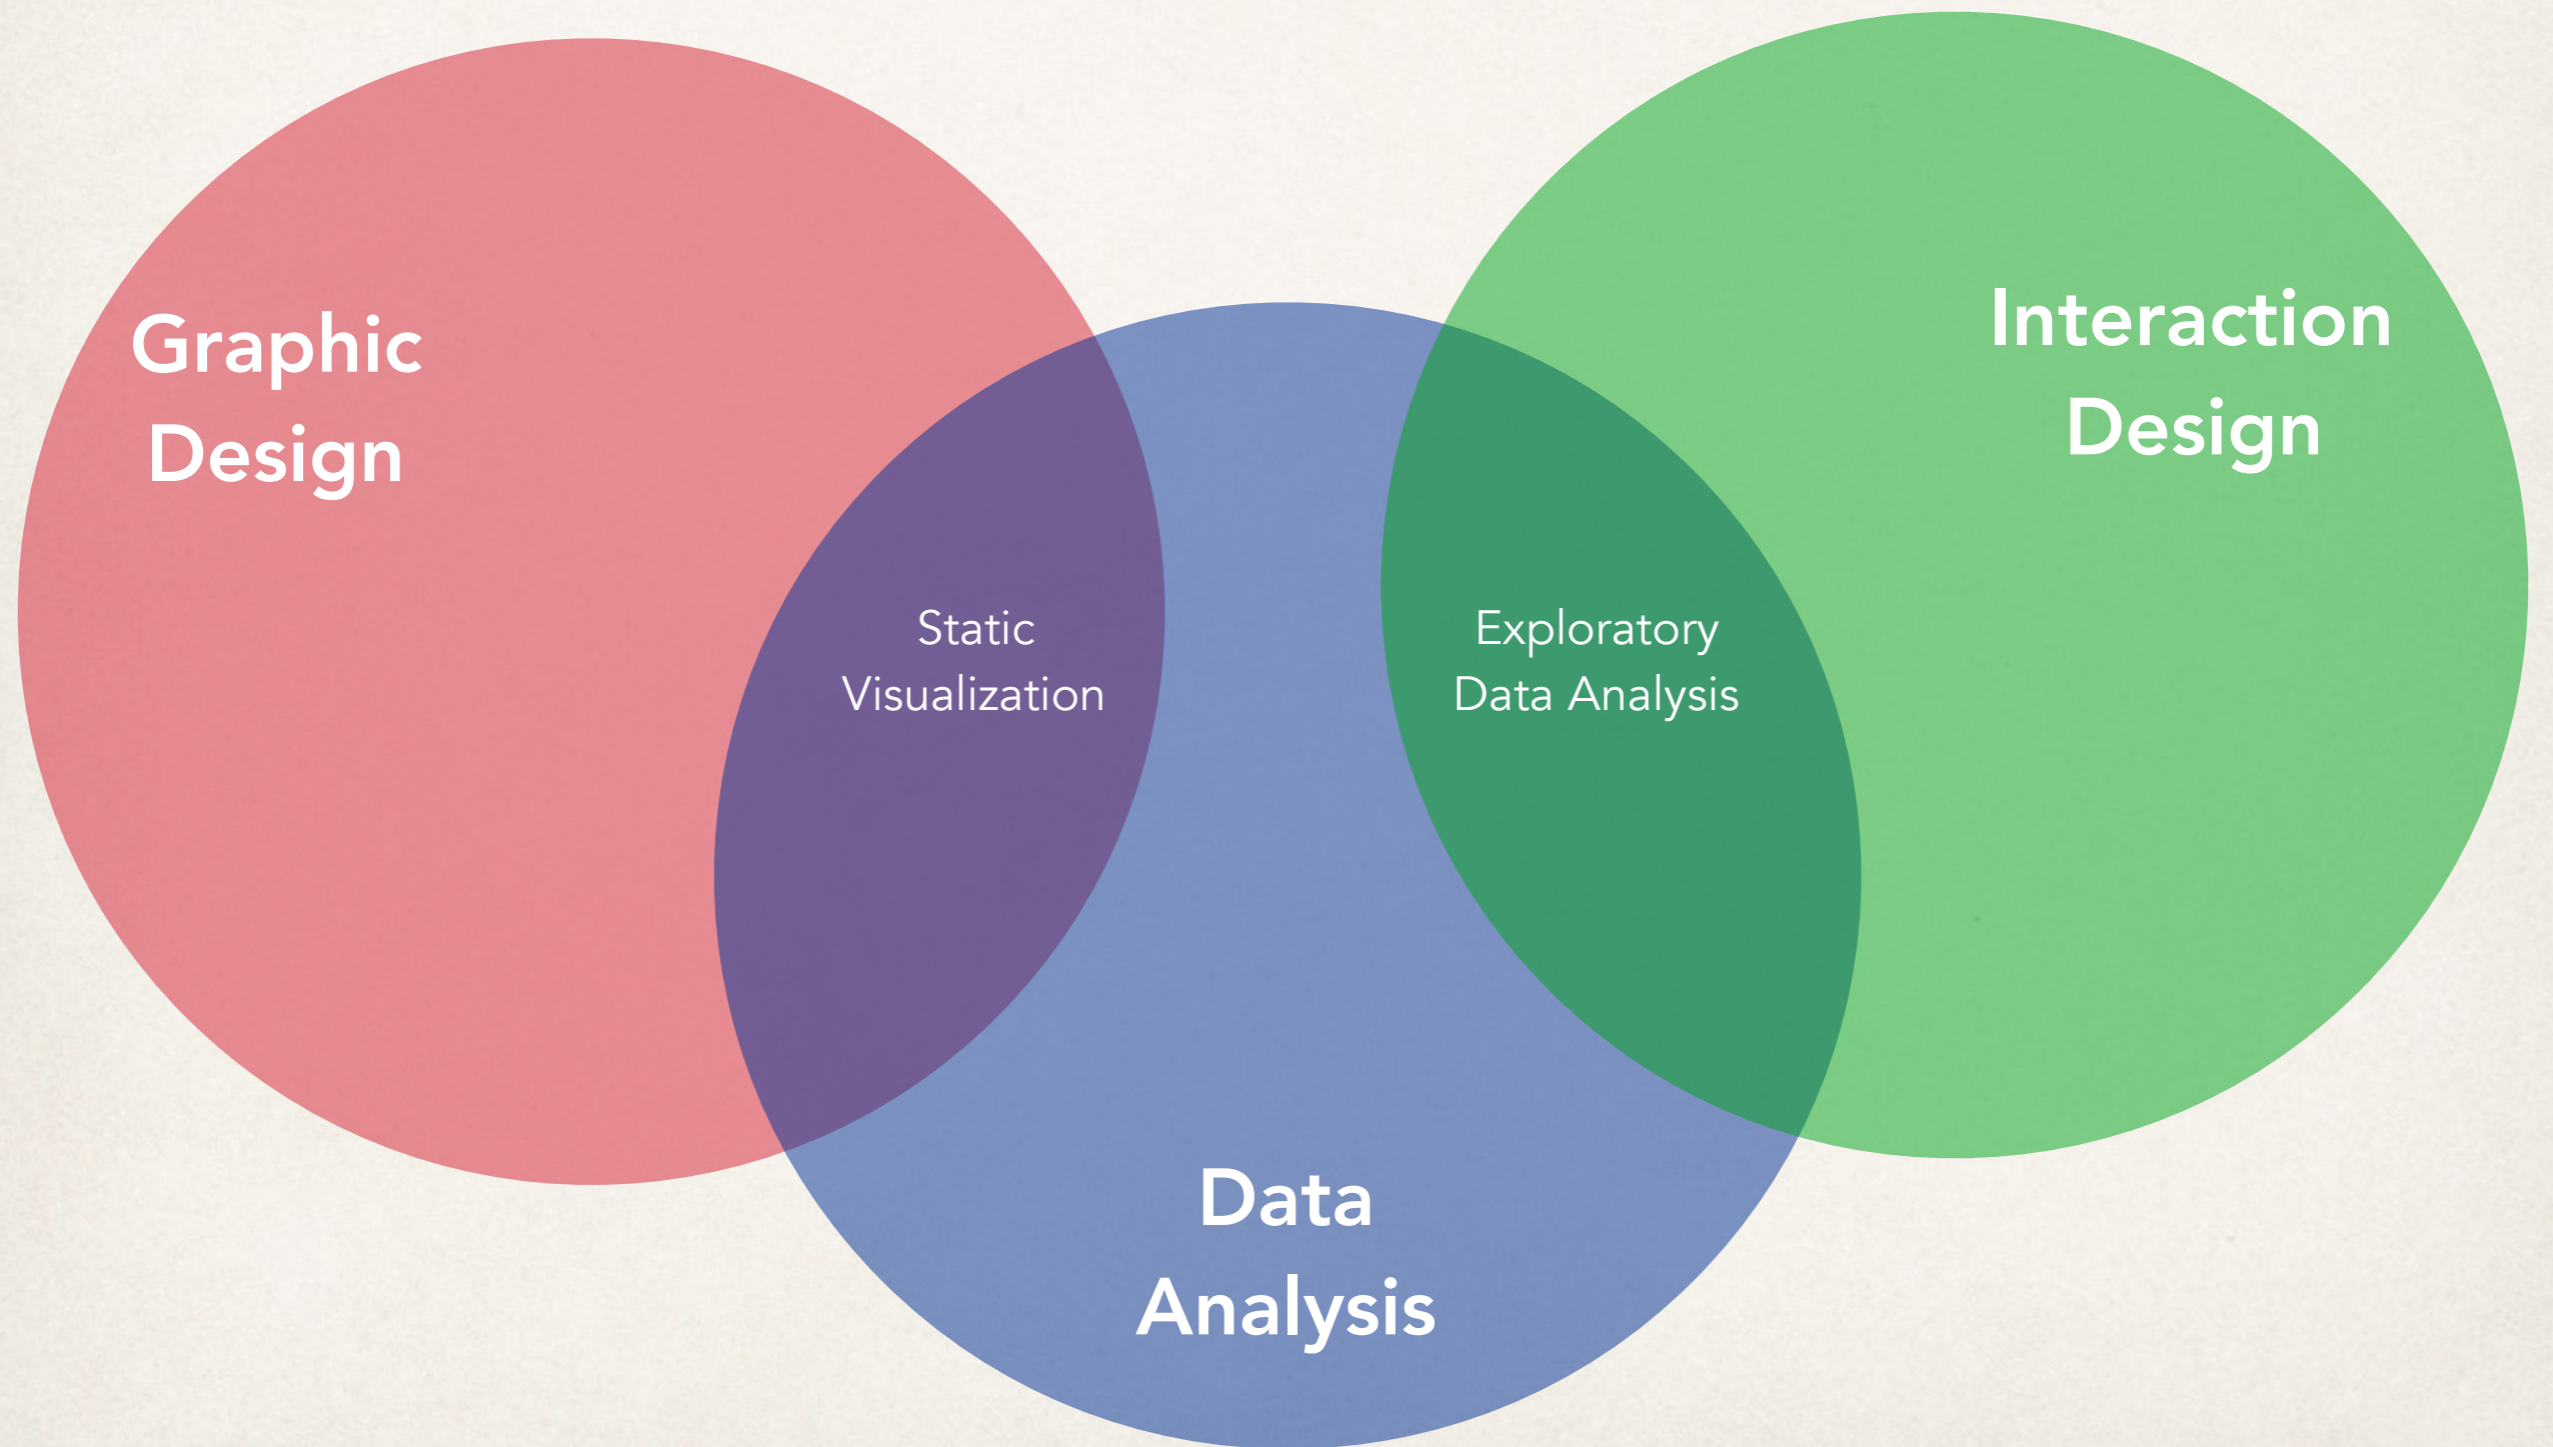 Graphic
Design
Interaction
Design
Static
Visualization
Exploratory
Data Analysis
Data
Analysis